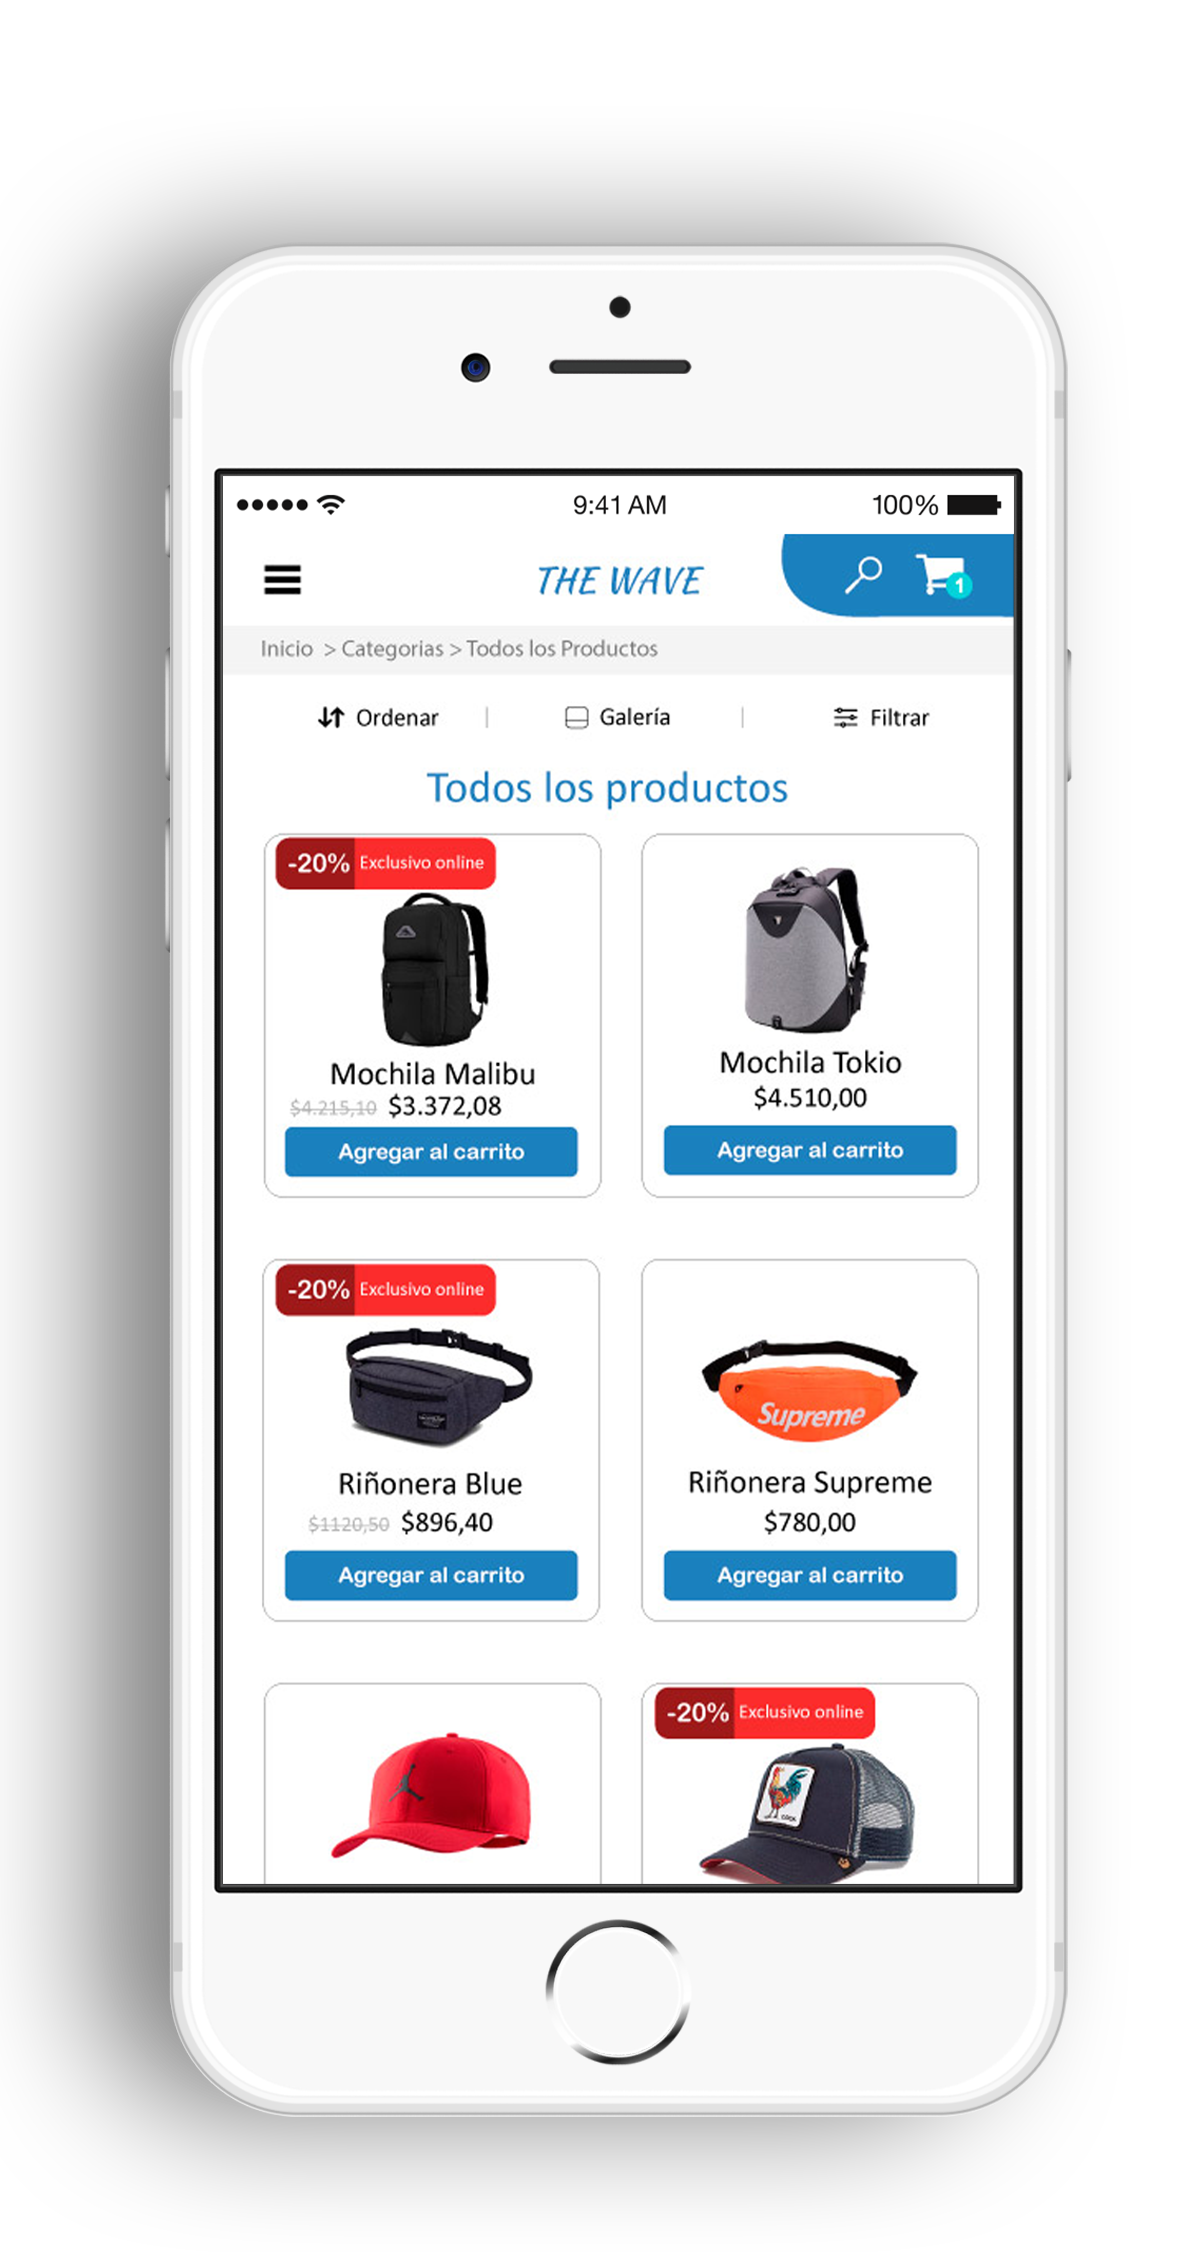 9:41 AM 100%
THE WAVE 1
Inicio > Categorias > Todos los Productos
Ordenar | Galería | Filtrar
Todos los productos
-20% Exclusivo online
Mochila Malibu
$4.215,10 $3.372,08
Agregar al carrito
Mochila Tokio
$4.510,00
Agregar al carrito
-20% Exclusivo online
Riñonera Blue
$1120,50 $896,40
Agregar al carrito
Supreme
Riñonera Supreme
$780,00
Agregar al carrito
-20% Exclusivo online